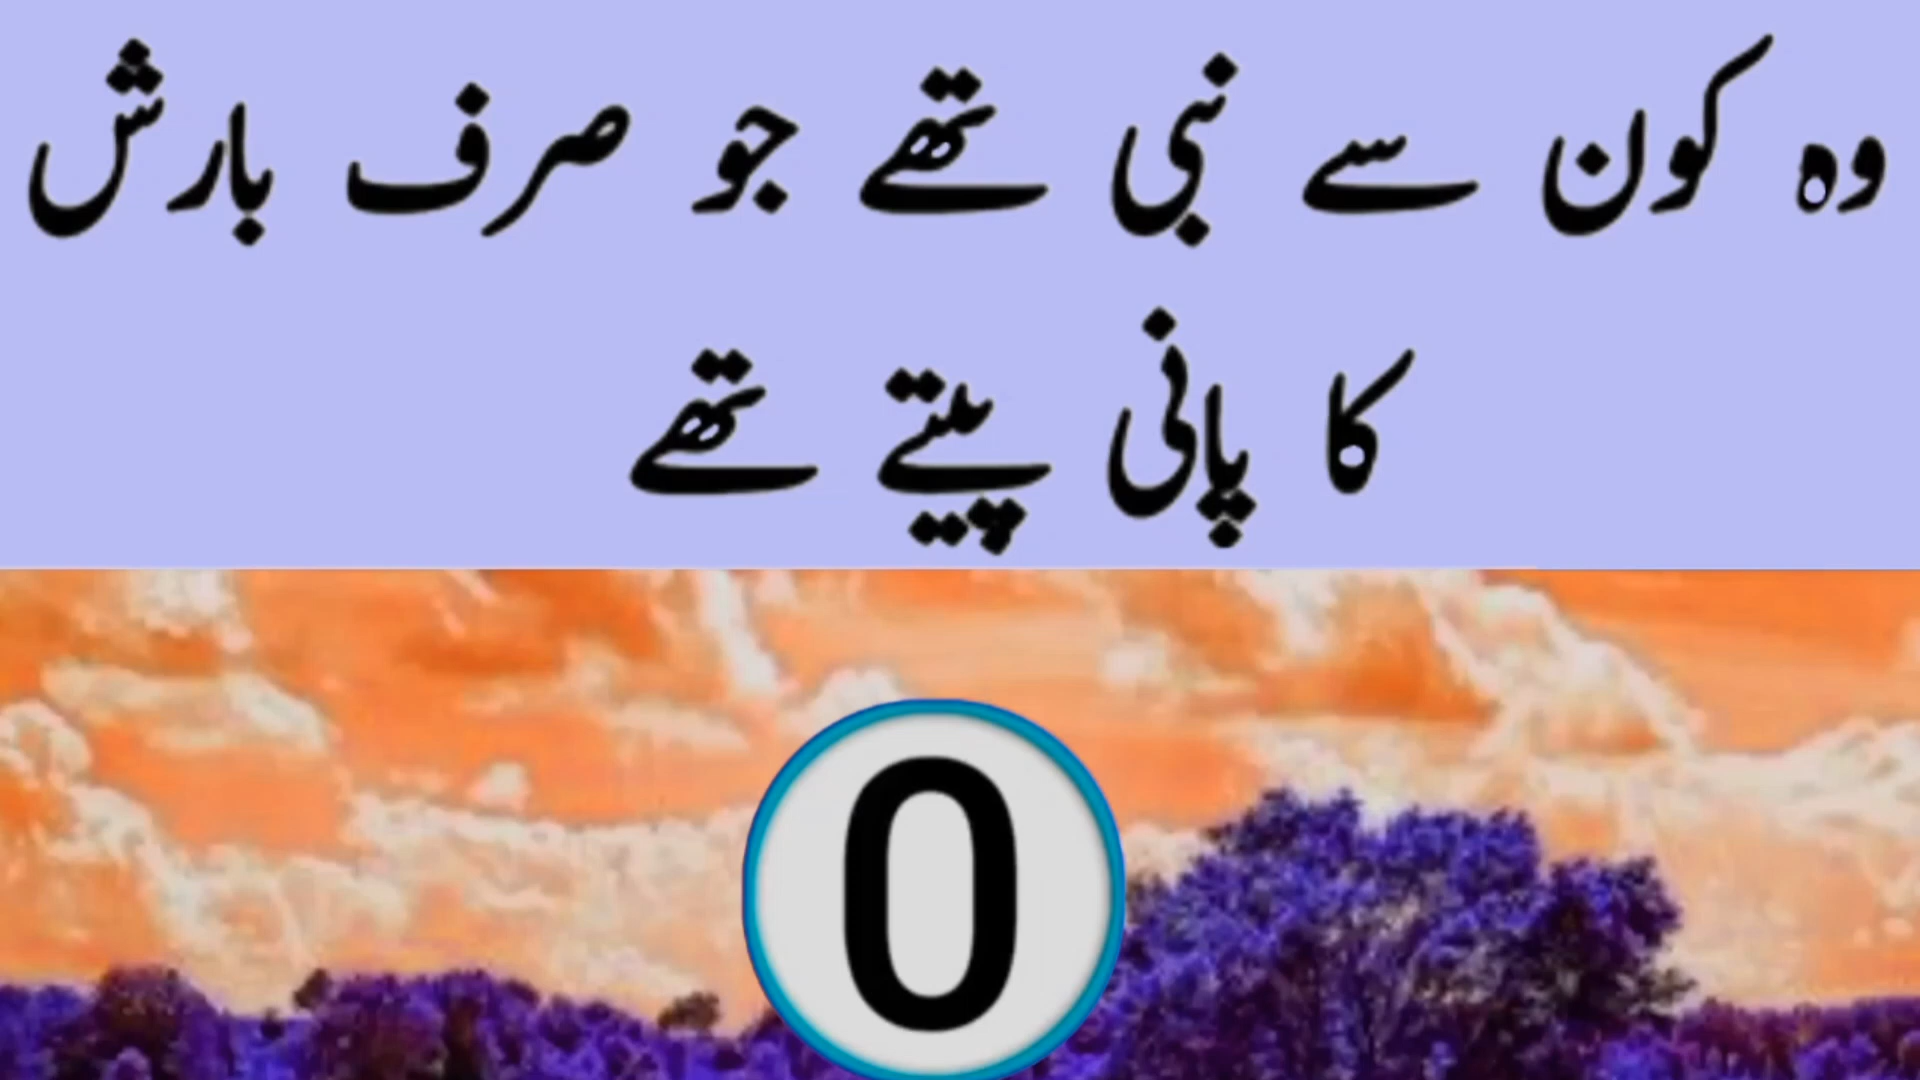 وہ کون سے نبی تھے جو صرف بارش
کا پانی پیتے تھے
0